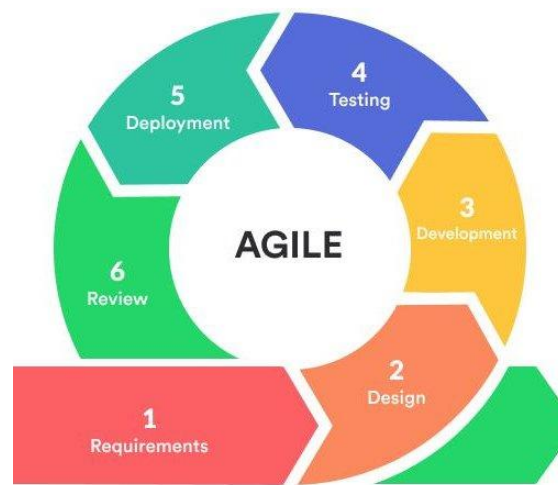 AGILE
1
Requirements
2
Design
3
Development
4
Testing
5
Deployment
6
Review